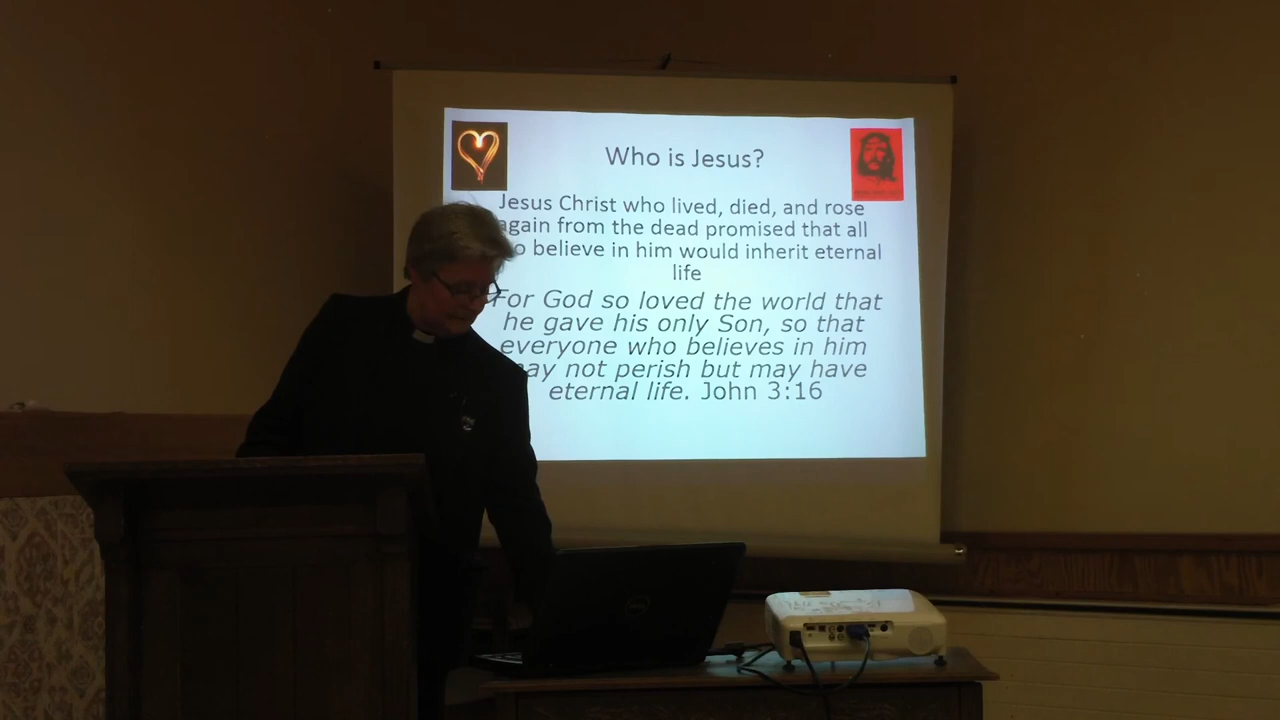 Who is Jesus?
Jesus Christ who lived, died, and rose
again from the dead promised that all
o believe in him would inherit eternal
life
For God so loved the world that
he gave his only Son, so that
everyone who believes in him
may not perish but may have
eternal life. John 3:16